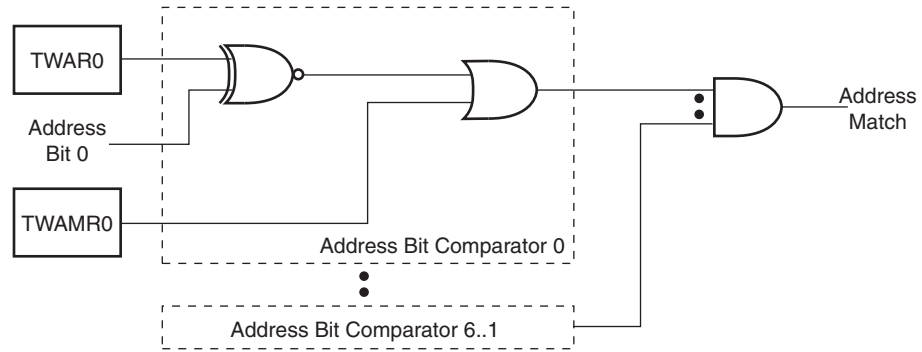 TWAR0
Address
Bit 0
TWAMR0
Address Bit Comparator 0
Address Bit Comparator 6..1
Address
Match